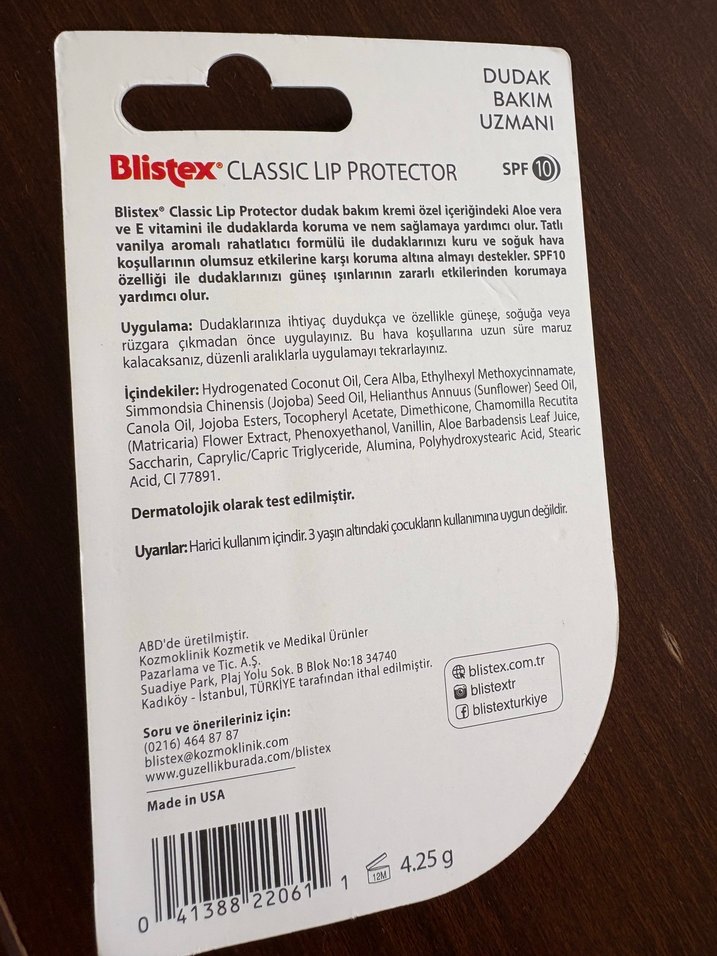 DUDAK
BAKIM
UZMANI
Blistex® CLASSIC LIP PROTECTOR
SPF 10
Blistex® Classic Lip Protector dudak bakım kremi özel içeriğindeki Aloe vera
ve E vitamini ile dudaklarda koruma ve nem sağlamaya yardımcı olur. Tatlı
vanilya aromalı rahatlatıcı formülü ile dudaklarınızı kuru ve soğuk hava
koşullarının olumsuz etkilerine karşı koruma altına almayı destekler. SPF10
özelliği ile dudaklarınızı güneş ışınlarının zararlı etkilerinden korumaya
yardımcı olur.
Uygulama: Dudaklarınıza ihtiyaç duydukça ve özellikle güneşe, soğuğa veya
rüzgara çıkmadan önce uygulayınız. Bu hava koşullarına uzun süre maruz
kalacaksanız, düzenli aralıklarla uygulamayı tekrarlayınız.
İçindekiler: Hydrogenated Coconut Oil, Cera Alba, Ethylhexyl Methoxycinnamate,
Simmondsia Chinensis (Jojoba) Seed Oil, Helianthus Annuus (Sunflower) Seed Oil,
Canola Oil, Jojoba Esters, Tocopheryl Acetate, Dimethicone, Chamomilla Recutita
(Matricaria) Flower Extract, Phenoxyethanol, Vanillin, Aloe Barbadensis Leaf Juice,
Saccharin, Caprylic/Capric Triglyceride, Alumina, Polyhydroxystearic Acid, Stearic
Acid, CI 77891.
Dermatolojik olarak test edilmiştir.
Uyarılar: Harici kullanım içindir. 3 yaşın altındaki çocukların kullanımına uygun değildir.
ABD'de üretilmiştir.
Kozmoklinik Kozmetik ve Medikal Ürünler
Pazarlama ve Tic. A.Ş.
Suadiye Park, Plaj Yolu Sok. B Blok No:18 34740
Kadıköy - İstanbul, TÜRKİYE tarafından ithal edilmiştir.
blistex.com.tr
blistextr
blistexturkiye
Soru ve önerileriniz için:
(0216) 464 87 87
blistex@kozmoklinik.com
www.guzellikburada.com/blistex
Made in USA
0 41388 22061 1
12M
4.25 g